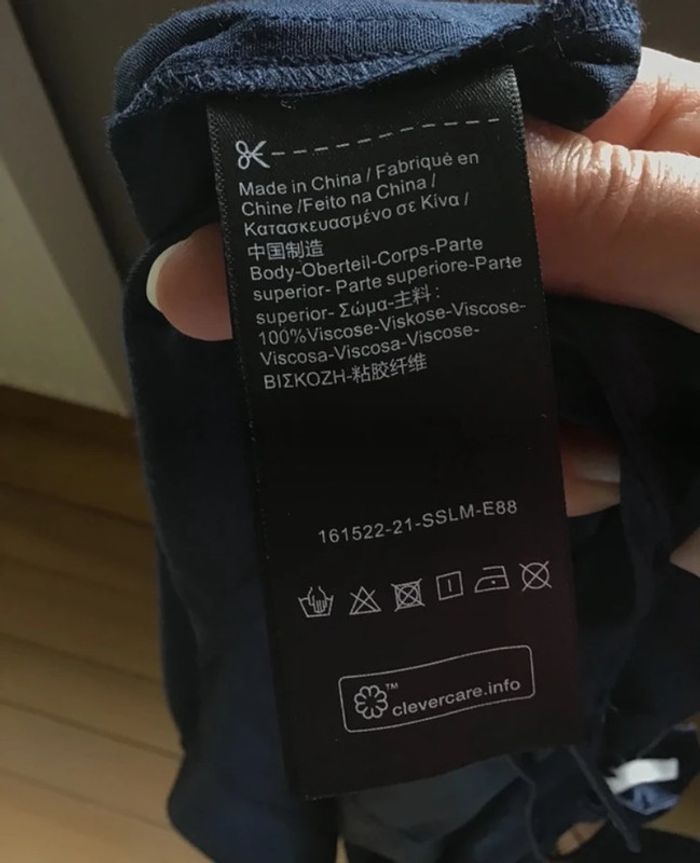 Made in China / Fabriqué en
Chine /Feito na China /
Κατασκευασμένο σε Κίνα /
中国制造
Body-Oberteil-Corps-Parte
superior- Parte superiore-Parte
superior- Σώμα-主料 :
100%Viscose-Viskose-Viscose-
Viscosa-Viscosa-Viscose-
ΒΙΣΚΟΖΗ-粘胶纤维
161522-21-SSLM-E88
™
clevercare.info